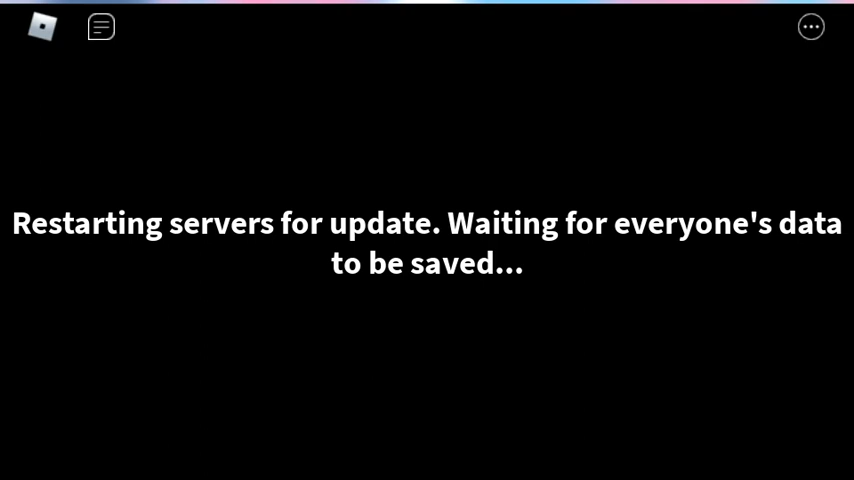 Restarting servers for update. Waiting for everyone's data
to be saved...